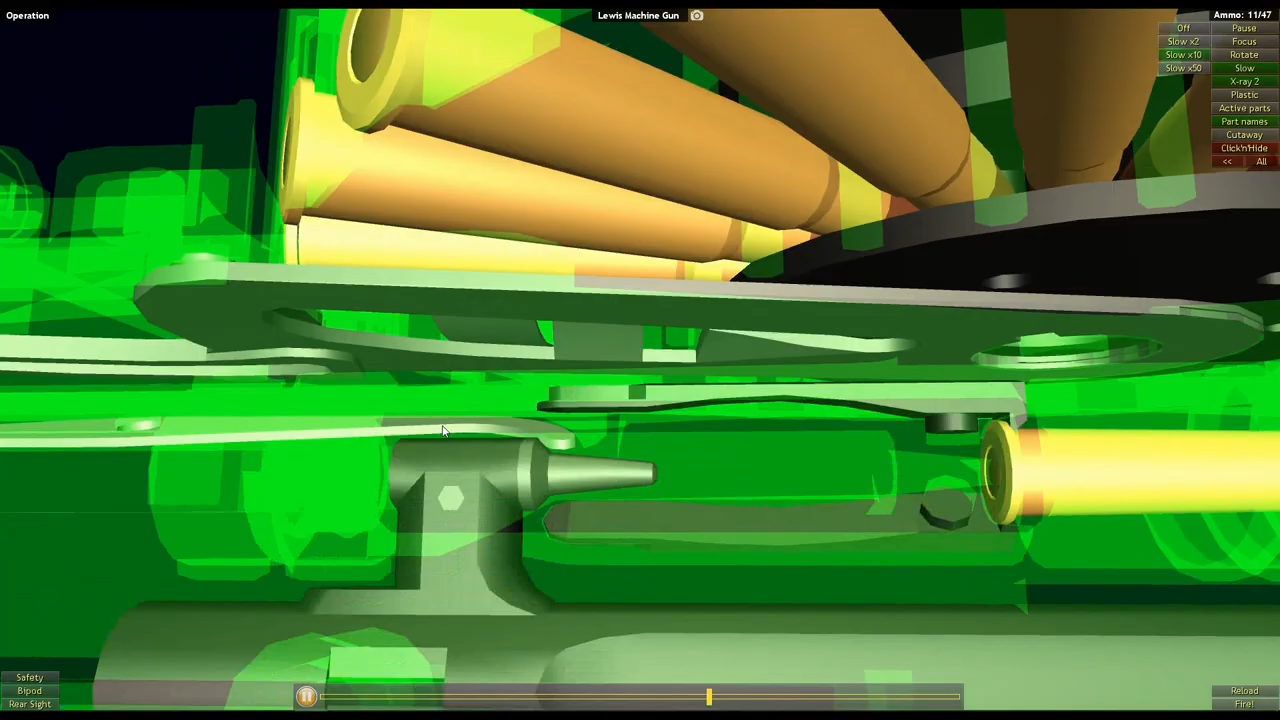 Operation
Lewis Machine Gun
Ammo: 11/47
Off
Pause
Slow x2
Focus
Slow x10
Rotate
Slow x50
Slow
X-ray 2
Plastic
Active parts
Part names
Cutaway
Click'n'Hide
<<
All
Safety
Bipod
Rear Sight
Reload
Fire!